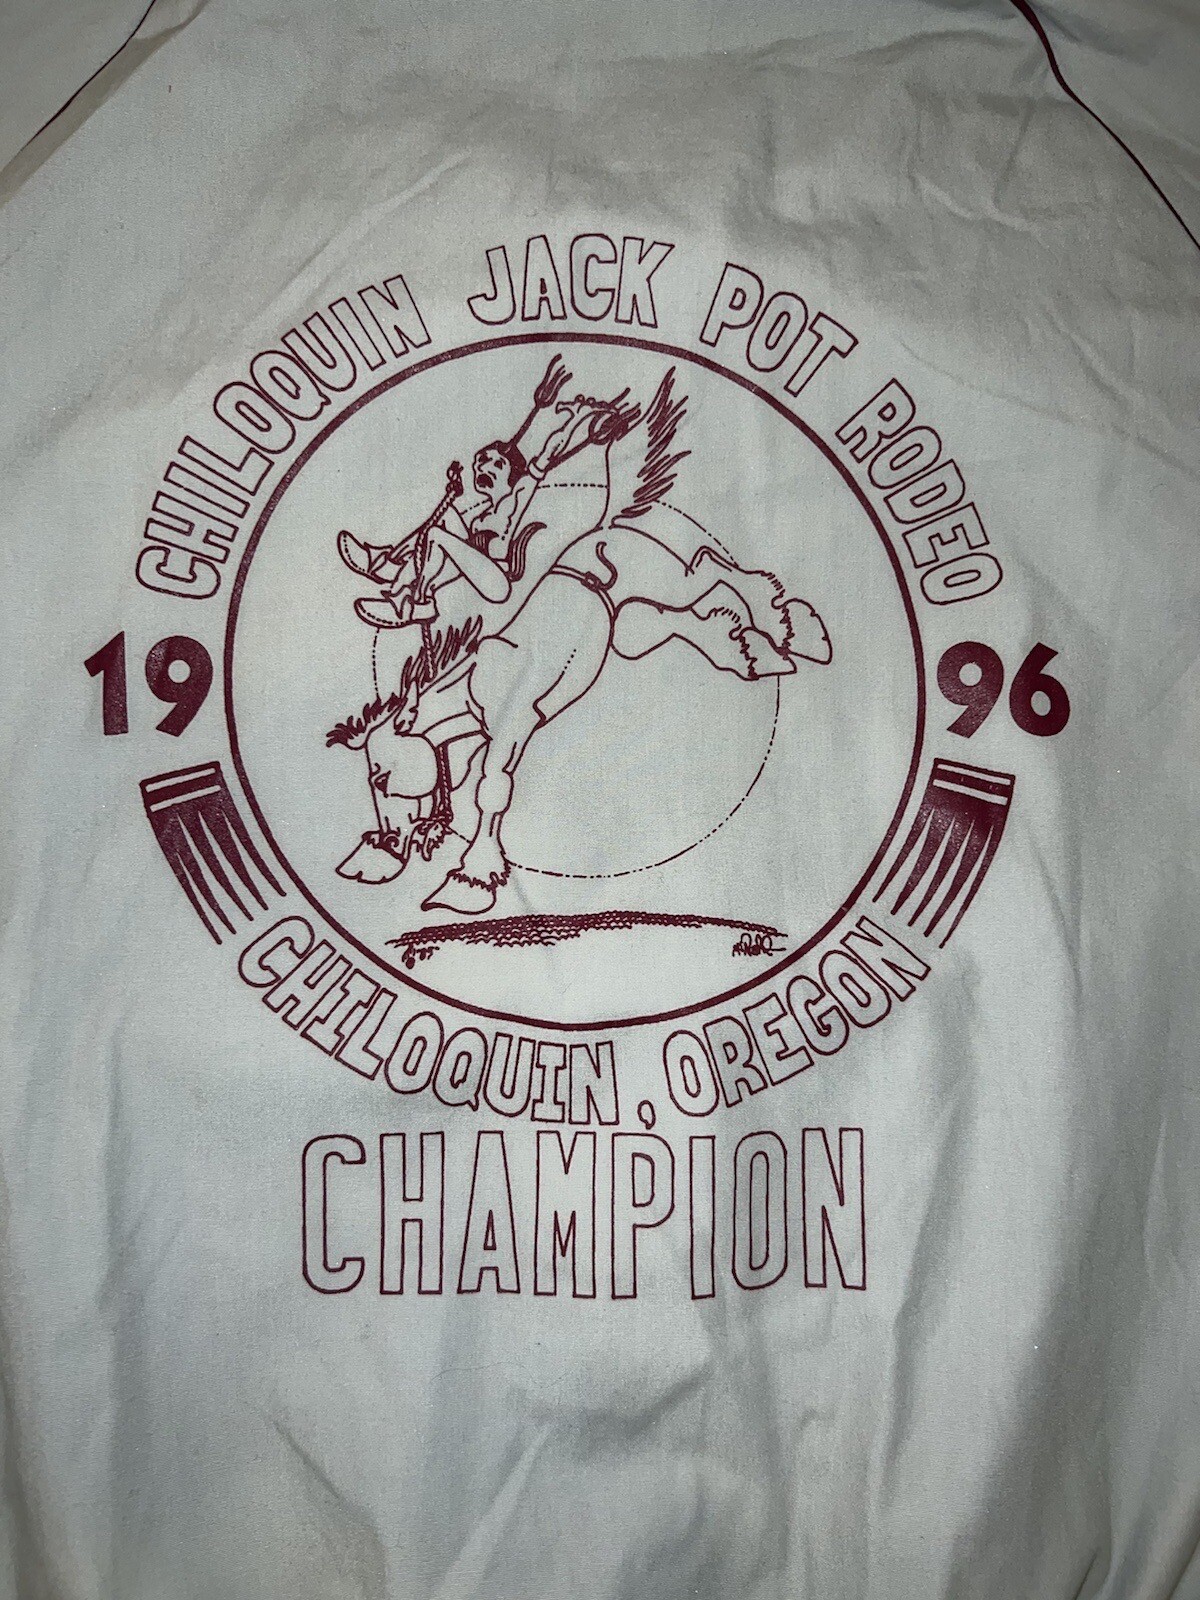 CHILOQUIN JACK POT RODEO
19 96
CHILOQUIN, OREGON
CHAMPION